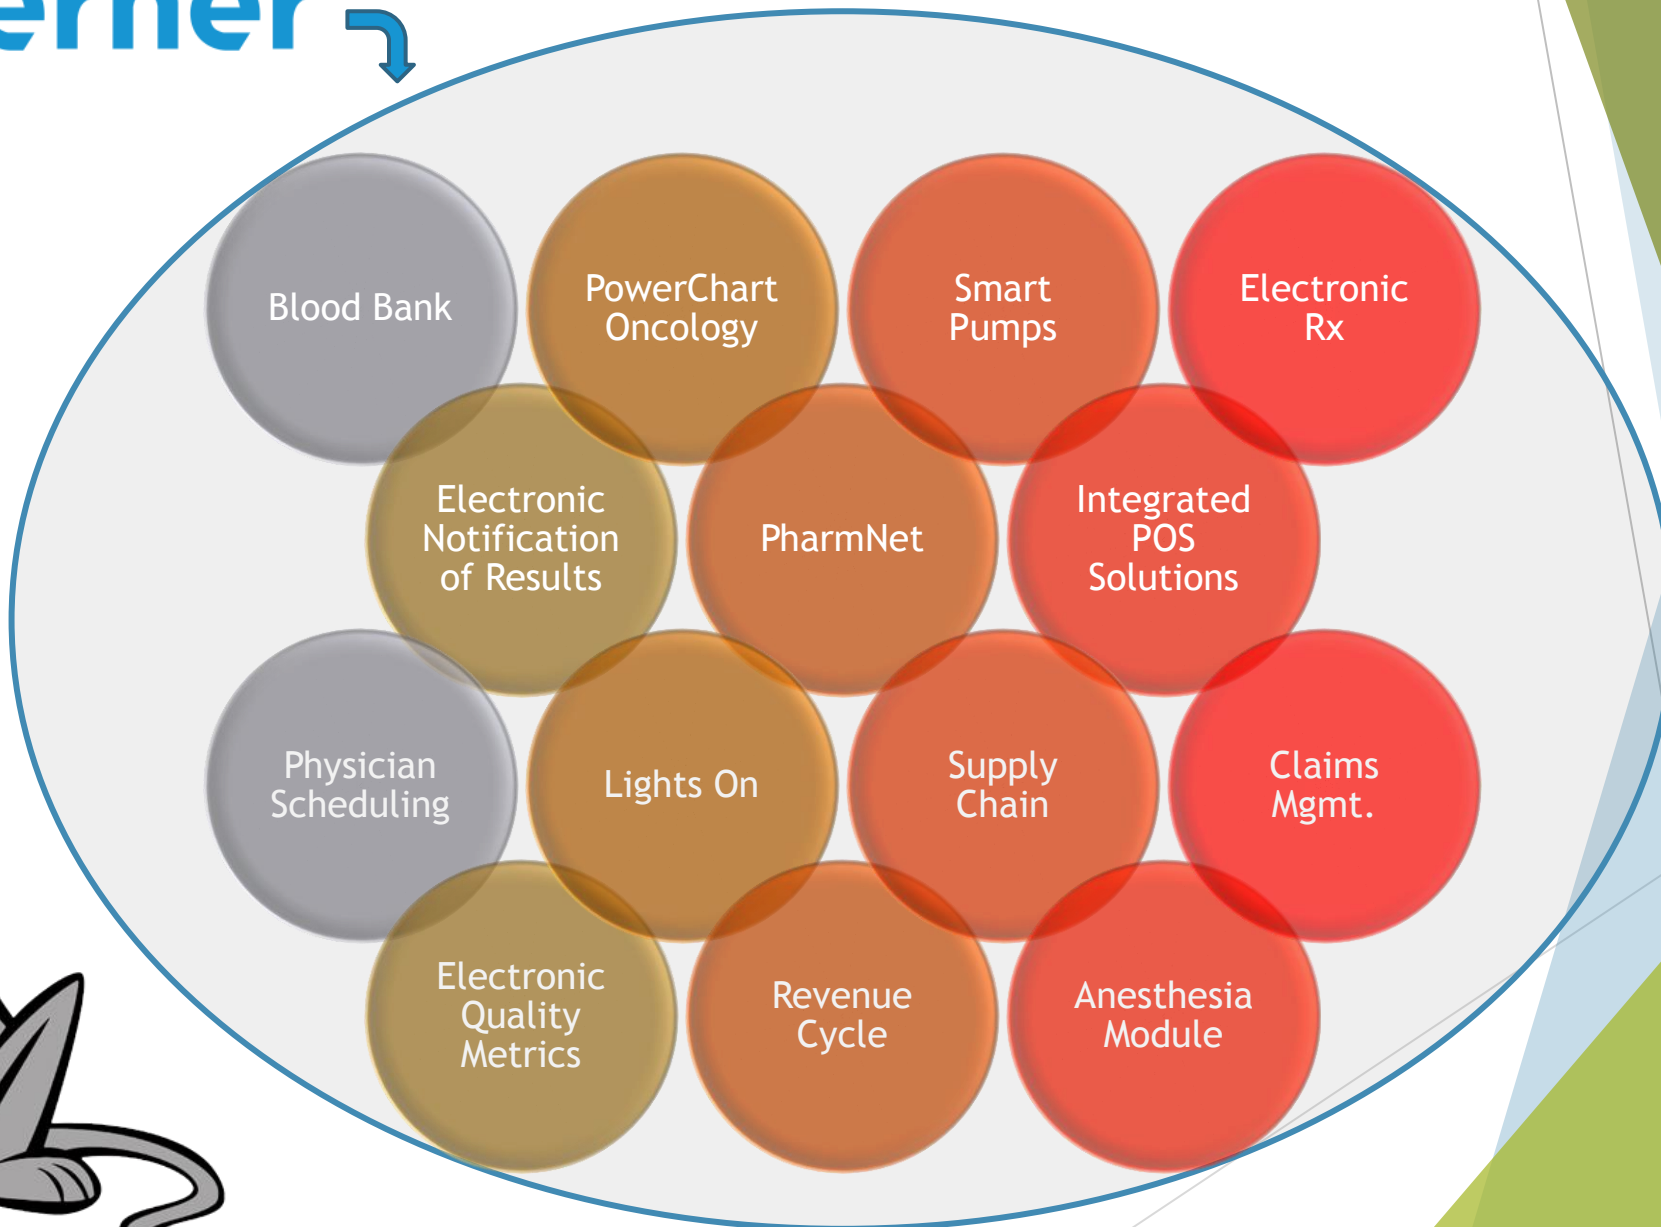 erner
Blood Bank
PowerChart
Oncology
Smart
Pumps
Electronic
Rx
Electronic
Notification
of Results
PharmNet
Integrated
POS
Solutions
Physician
Scheduling
Lights On
Supply
Chain
Claims
Mgmt.
Electronic
Quality
Metrics
Revenue
Cycle
Anesthesia
Module